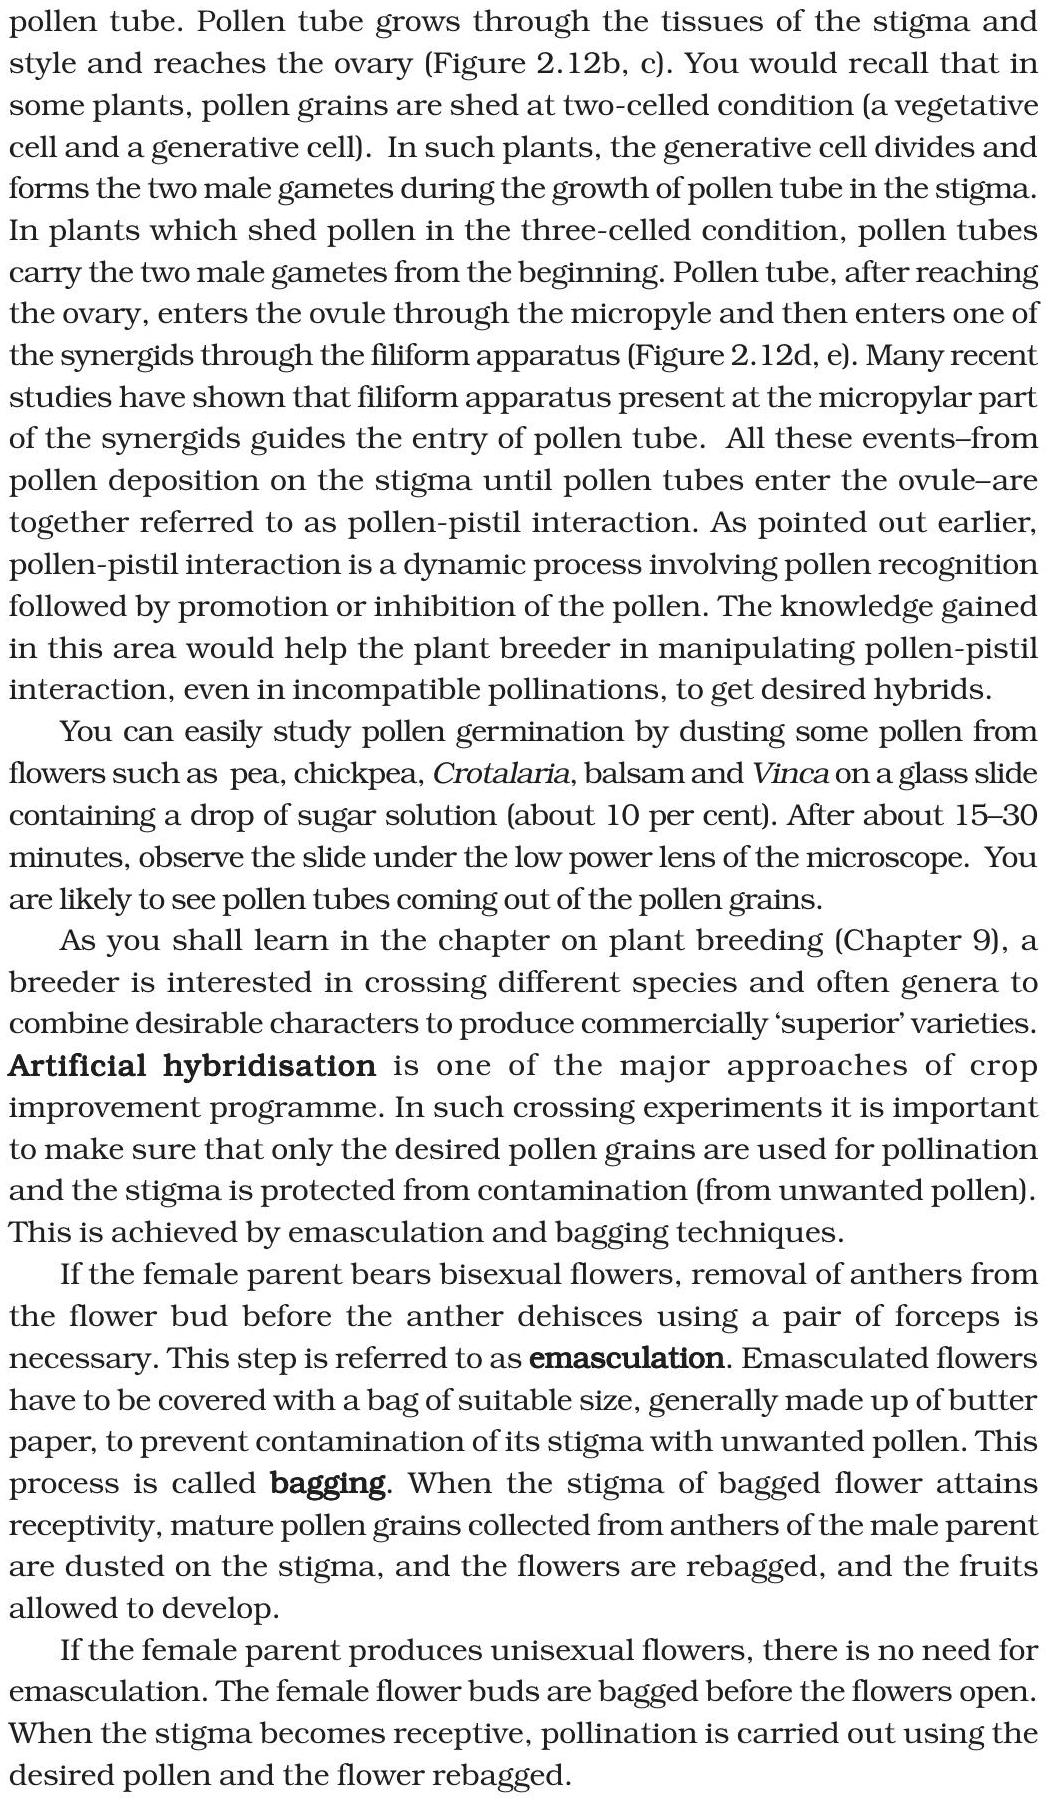 pollen tube. Pollen tube grows through the tissues of the stigma and
style and reaches the ovary (Figure 2.12b, c). You would recall that in
some plants, pollen grains are shed at two-celled condition (a vegetative
cell and a generative cell).  In such plants, the generative cell divides and
forms the two male gametes during the growth of pollen tube in the stigma.
In plants which shed pollen in the three-celled condition, pollen tubes
carry the two male gametes from the beginning. Pollen tube, after reaching
the ovary, enters the ovule through the micropyle and then enters one of
the synergids through the filiform apparatus (Figure 2.12d, e). Many recent
studies have shown that filiform apparatus present at the micropylar part
of the synergids guides the entry of pollen tube.  All these events–from
pollen deposition on the stigma until pollen tubes enter the ovule–are
together referred to as pollen-pistil interaction. As pointed out earlier,
pollen-pistil interaction is a dynamic process involving pollen recognition
followed by promotion or inhibition of the pollen. The knowledge gained
in this area would help the plant breeder in manipulating pollen-pistil
interaction, even in incompatible pollinations, to get desired hybrids.
You can easily study pollen germination by dusting some pollen from
flowers such as  pea, chickpea, Crotalaria, balsam and Vinca on a glass slide
containing a drop of sugar solution (about 10 per cent). After about 15–30
minutes, observe the slide under the low power lens of the microscope.  You
are likely to see pollen tubes coming out of the pollen grains.
As you shall learn in the chapter on plant breeding (Chapter 9), a
breeder is interested in crossing different species and often genera to
combine desirable characters to produce commercially ‘superior’ varieties.
Artificial hybridisation is one of the major approaches of crop
improvement programme. In such crossing experiments it is important
to make sure that only the desired pollen grains are used for pollination
and the stigma is protected from contamination (from unwanted pollen).
This is achieved by emasculation and bagging techniques.
If the female parent bears bisexual flowers, removal of anthers from
the flower bud before the anther dehisces using a pair of forceps is
necessary. This step is referred to as emasculation. Emasculated flowers
have to be covered with a bag of suitable size, generally made up of butter
paper, to prevent contamination of its stigma with unwanted pollen. This
process is called bagging. When the stigma of bagged flower attains
receptivity, mature pollen grains collected from anthers of the male parent
are dusted on the stigma, and the flowers are rebagged, and the fruits
allowed to develop.
If the female parent produces unisexual flowers, there is no need for
emasculation. The female flower buds are bagged before the flowers open.
When the stigma becomes receptive, pollination is carried out using the
desired pollen and the flower rebagged.